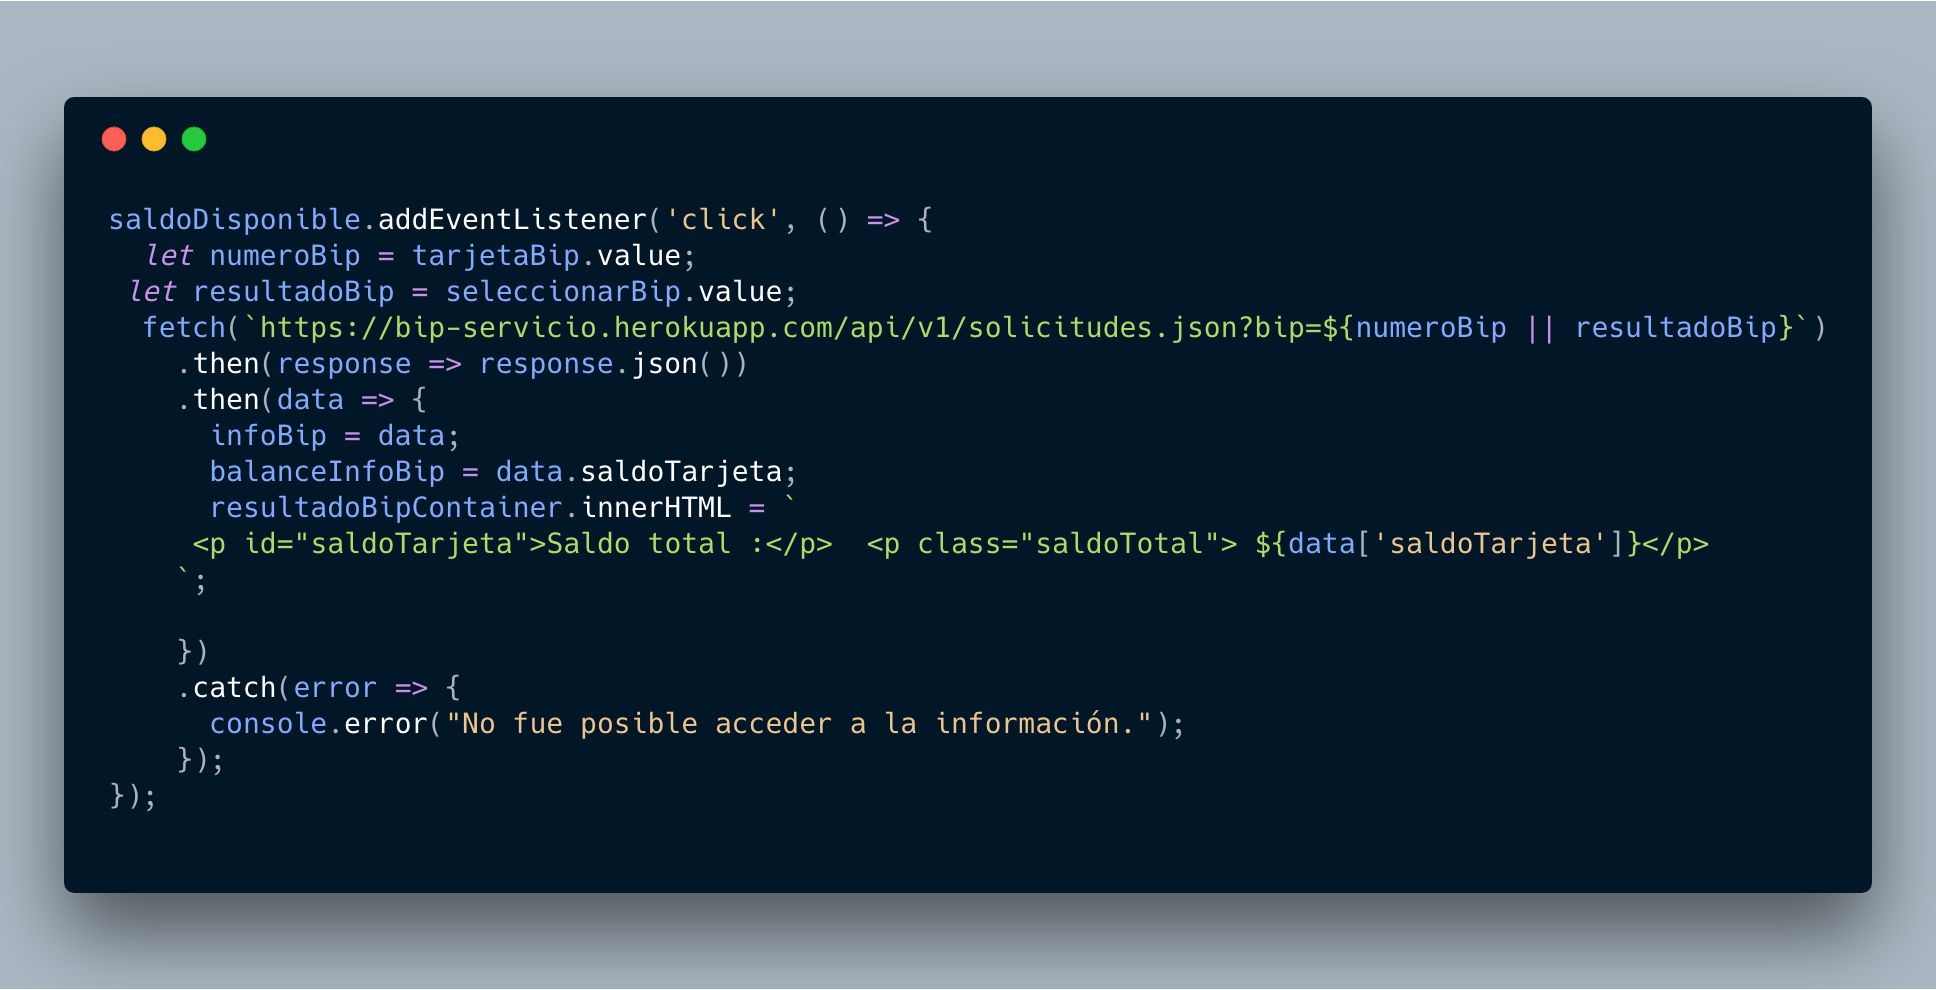 saldoDisponible.addEventListener('click', () => {
  let numeroBip = tarjetaBip.value;
 let resultadoBip = seleccionarBip.value;
  fetch(`https://bip-servicio.herokuapp.com/api/v1/solicitudes.json?bip=${numeroBip || resultadoBip}`)
    .then(response => response.json())
    .then(data => {
      infoBip = data;
      balanceInfoBip = data.saldoTarjeta;
      resultadoBipContainer.innerHTML = `
     <p id="saldoTarjeta">Saldo total :</p>  <p class="saldoTotal"> ${data['saldoTarjeta']}</p>
    `;
    })
    .catch(error => {
      console.error("No fue posible acceder a la información.");
    });
});